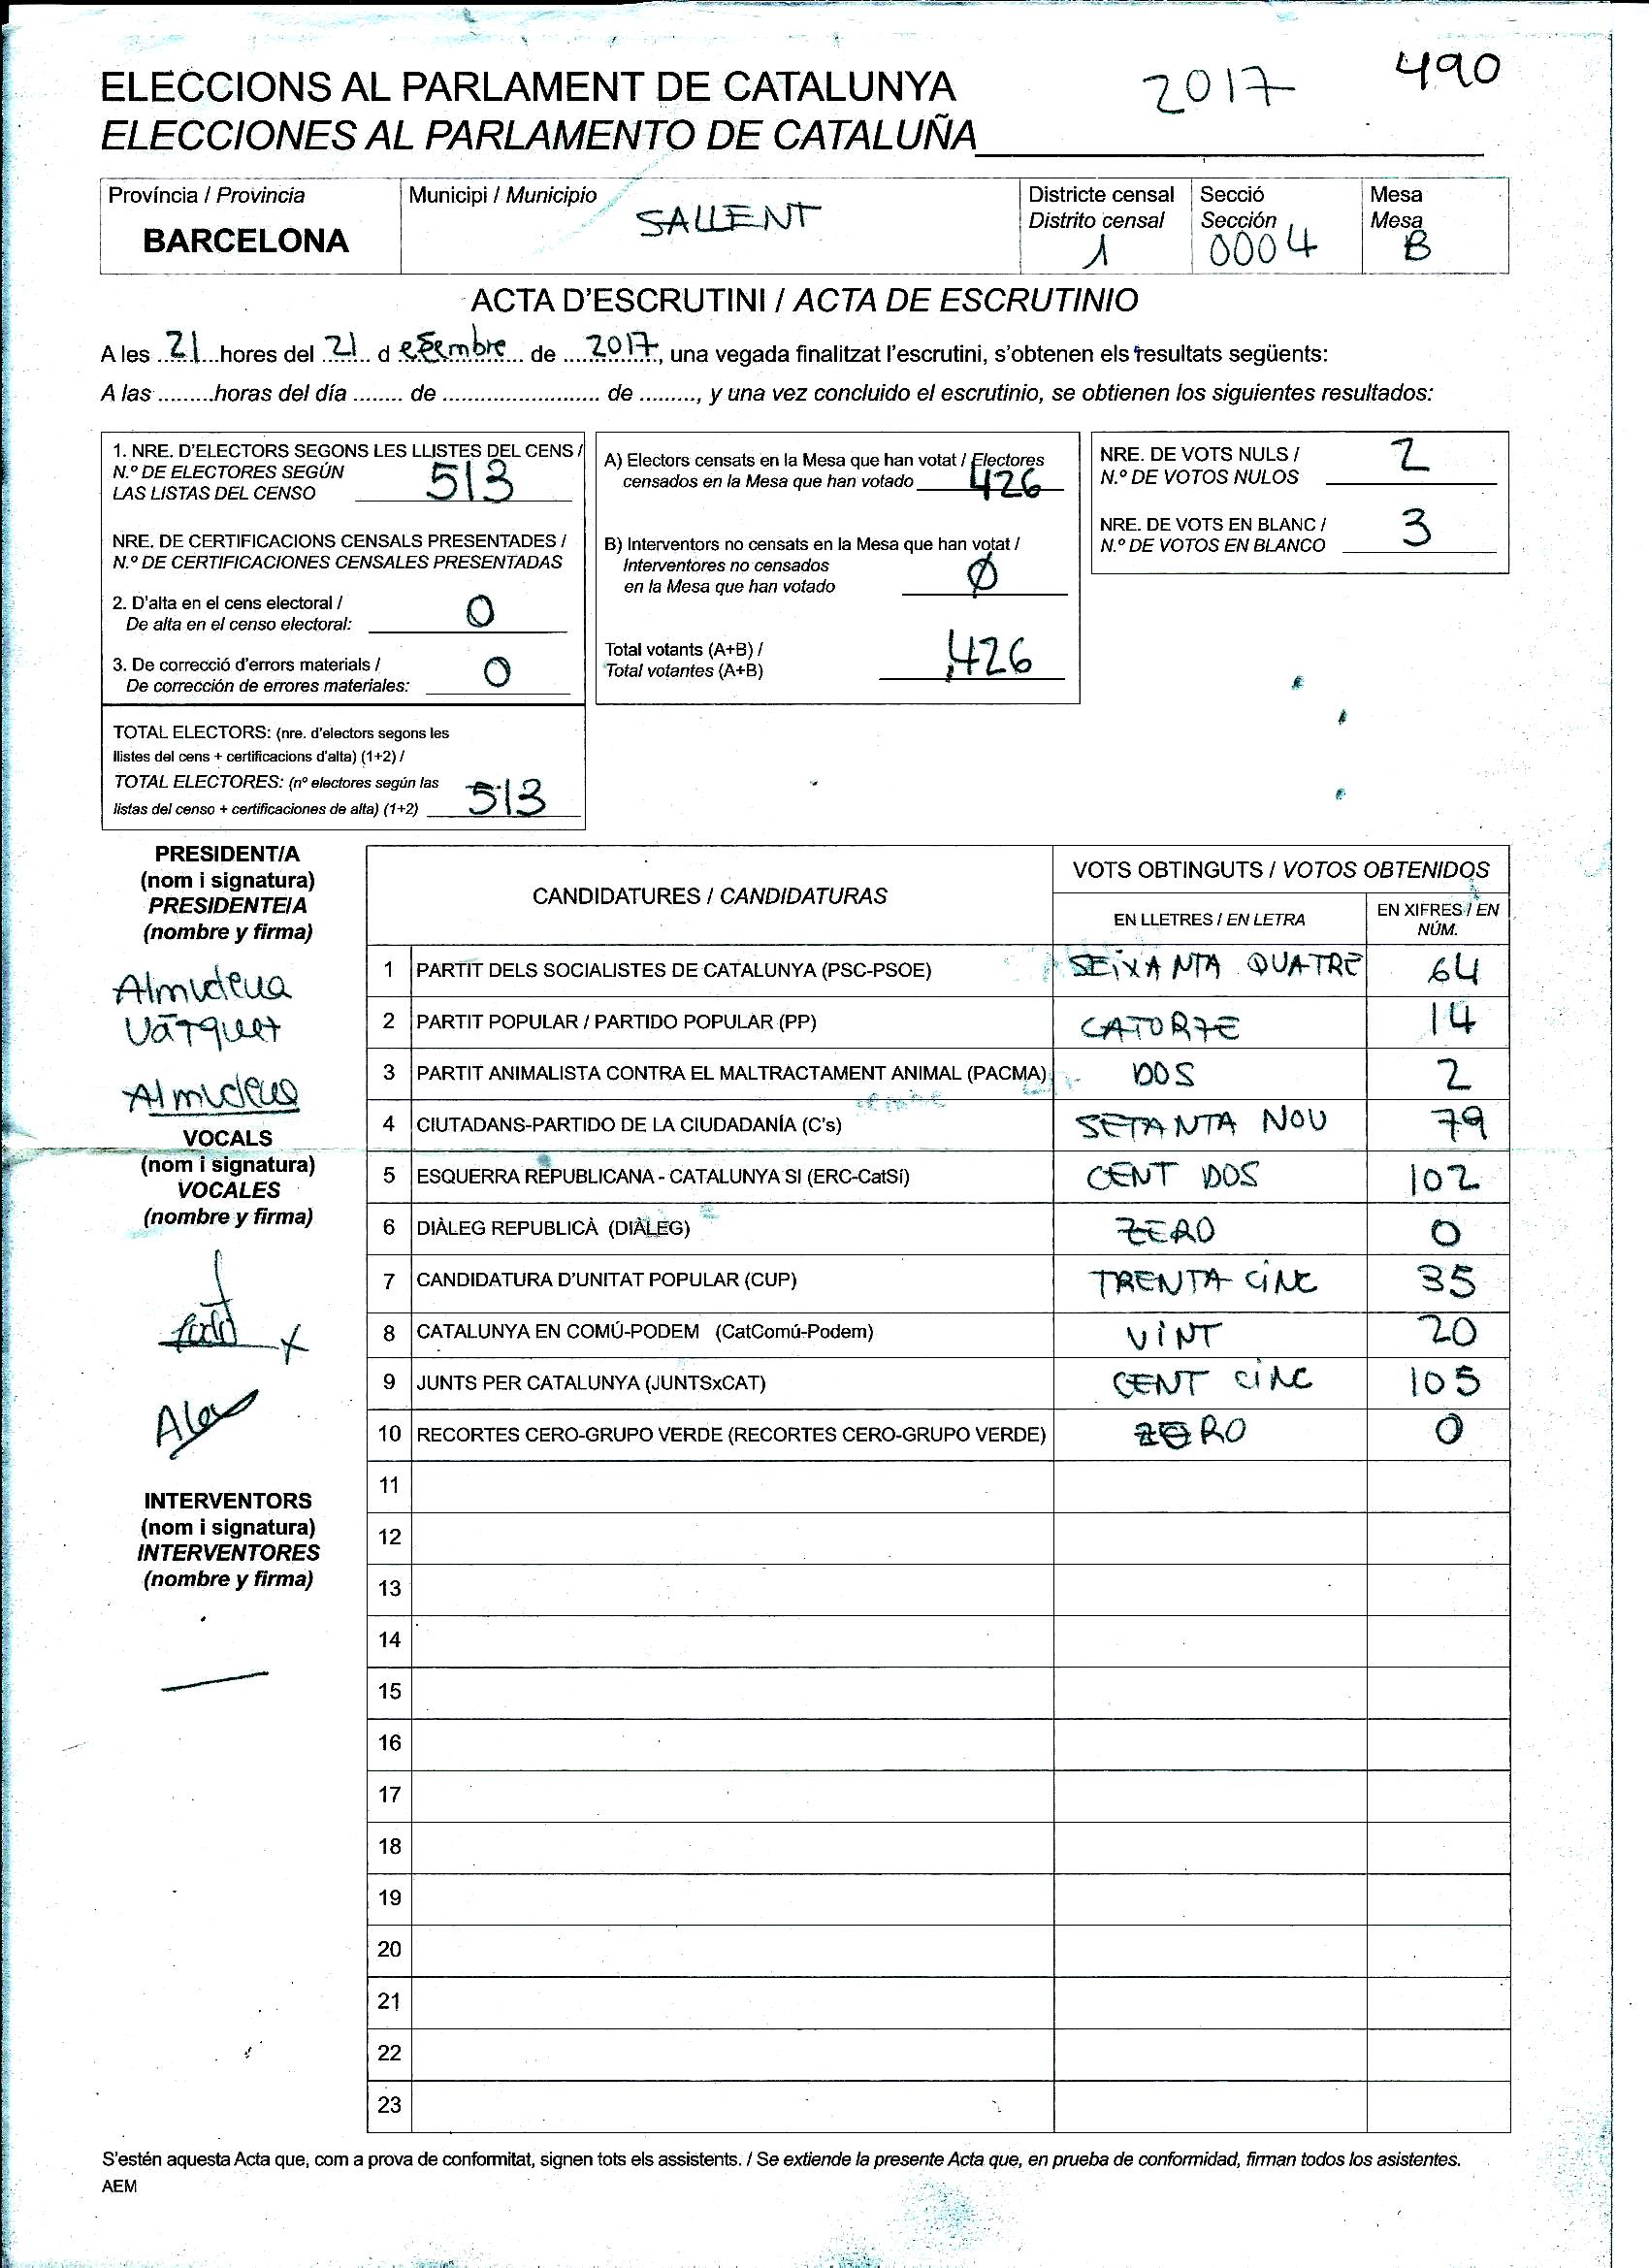 490
2017
ELECCIONS AL PARLAMENT DE CATALUNYA
ELECCIONES AL PARLAMENTO DE CATALUÑA
Província / Provincia
BARCELONA
Municipi / Municipio
SALLENT
Districte censal
Distrito censal
1
Secció
Sección
0004
Mesa
Mesa
B
ACTA D'ESCRUTINI / ACTA DE ESCRUTINIO
A les 21 hores del 21 d esembre de 2017, una vegada finalitzat l'escrutini, s'obtenen els resultats següents:
A las .........horas del día ........ de ......................... de ........., y una vez concluido el escrutinio, se obtienen los siguientes resultados:
1. NRE. D'ELECTORS SEGONS LES LLISTES DEL CENS /
N.º DE ELECTORES SEGÚN
LAS LISTAS DEL CENSO 513
NRE. DE CERTIFICACIONS CENSALS PRESENTADES /
N.º DE CERTIFICACIONES CENSALES PRESENTADAS
2. D'alta en el cens electoral /
De alta en el censo electoral: 0
3. De correcció d'errors materials /
De corrección de errores materiales: 0
TOTAL ELECTORS: (nre. d'electors segons les
llistes del cens + certificacions d'alta) (1+2) /
TOTAL ELECTORES: (nº electores según las
listas del censo + certificaciones de alta) (1+2) 513
A) Electors censats en la Mesa que han votat / Electores
censados en la Mesa que han votado 426
B) Interventors no censats en la Mesa que han votat /
Interventores no censados
en la Mesa que han votado Ø
Total votants (A+B) /
Total votantes (A+B) 426
NRE. DE VOTS NULS /
N.º DE VOTOS NULOS 2
NRE. DE VOTS EN BLANC /
N.º DE VOTOS EN BLANCO 3
PRESIDENT/A
(nom i signatura)
PRESIDENTE/A
(nombre y firma)
Almudena
VOCALS
(nom i signatura)
VOCALES
(nombre y firma)
Alex
INTERVENTORS
(nom i signatura)
INTERVENTORES
(nombre y firma)
CANDIDATURES / CANDIDATURAS
VOTS OBTINGUTS / VOTOS OBTENIDOS
EN LLETRES / EN LETRA
EN XIFRES / EN
NÚM.
1 PARTIT DELS SOCIALISTES DE CATALUNYA (PSC-PSOE) SEIXANTA QUATRE 64
2 PARTIT POPULAR / PARTIDO POPULAR (PP) CATORZE 14
3 PARTIT ANIMALISTA CONTRA EL MALTRACTAMENT ANIMAL (PACMA) DOS 2
4 CIUTADANS-PARTIDO DE LA CIUDADANÍA (C's) SETANTA NOU 79
5 ESQUERRA REPUBLICANA - CATALUNYA SI (ERC-CatSí) CENT DOS 102
6 DIÀLEG REPUBLICÀ (DIÀLEG) ZERO 0
7 CANDIDATURA D'UNITAT POPULAR (CUP) TRENTA CINC 35
8 CATALUNYA EN COMÚ-PODEM (CatComú-Podem) VINT 20
9 JUNTS PER CATALUNYA (JUNTSxCAT) CENT CINC 105
10 RECORTES CERO-GRUPO VERDE (RECORTES CERO-GRUPO VERDE) ZERO 0
11
12
13
14
15
16
17
18
19
20
21
22
23
S'estén aquesta Acta que, com a prova de conformitat, signen tots els assistents. / Se extiende la presente Acta que, en prueba de conformidad, firman todos los asistentes.
AEM